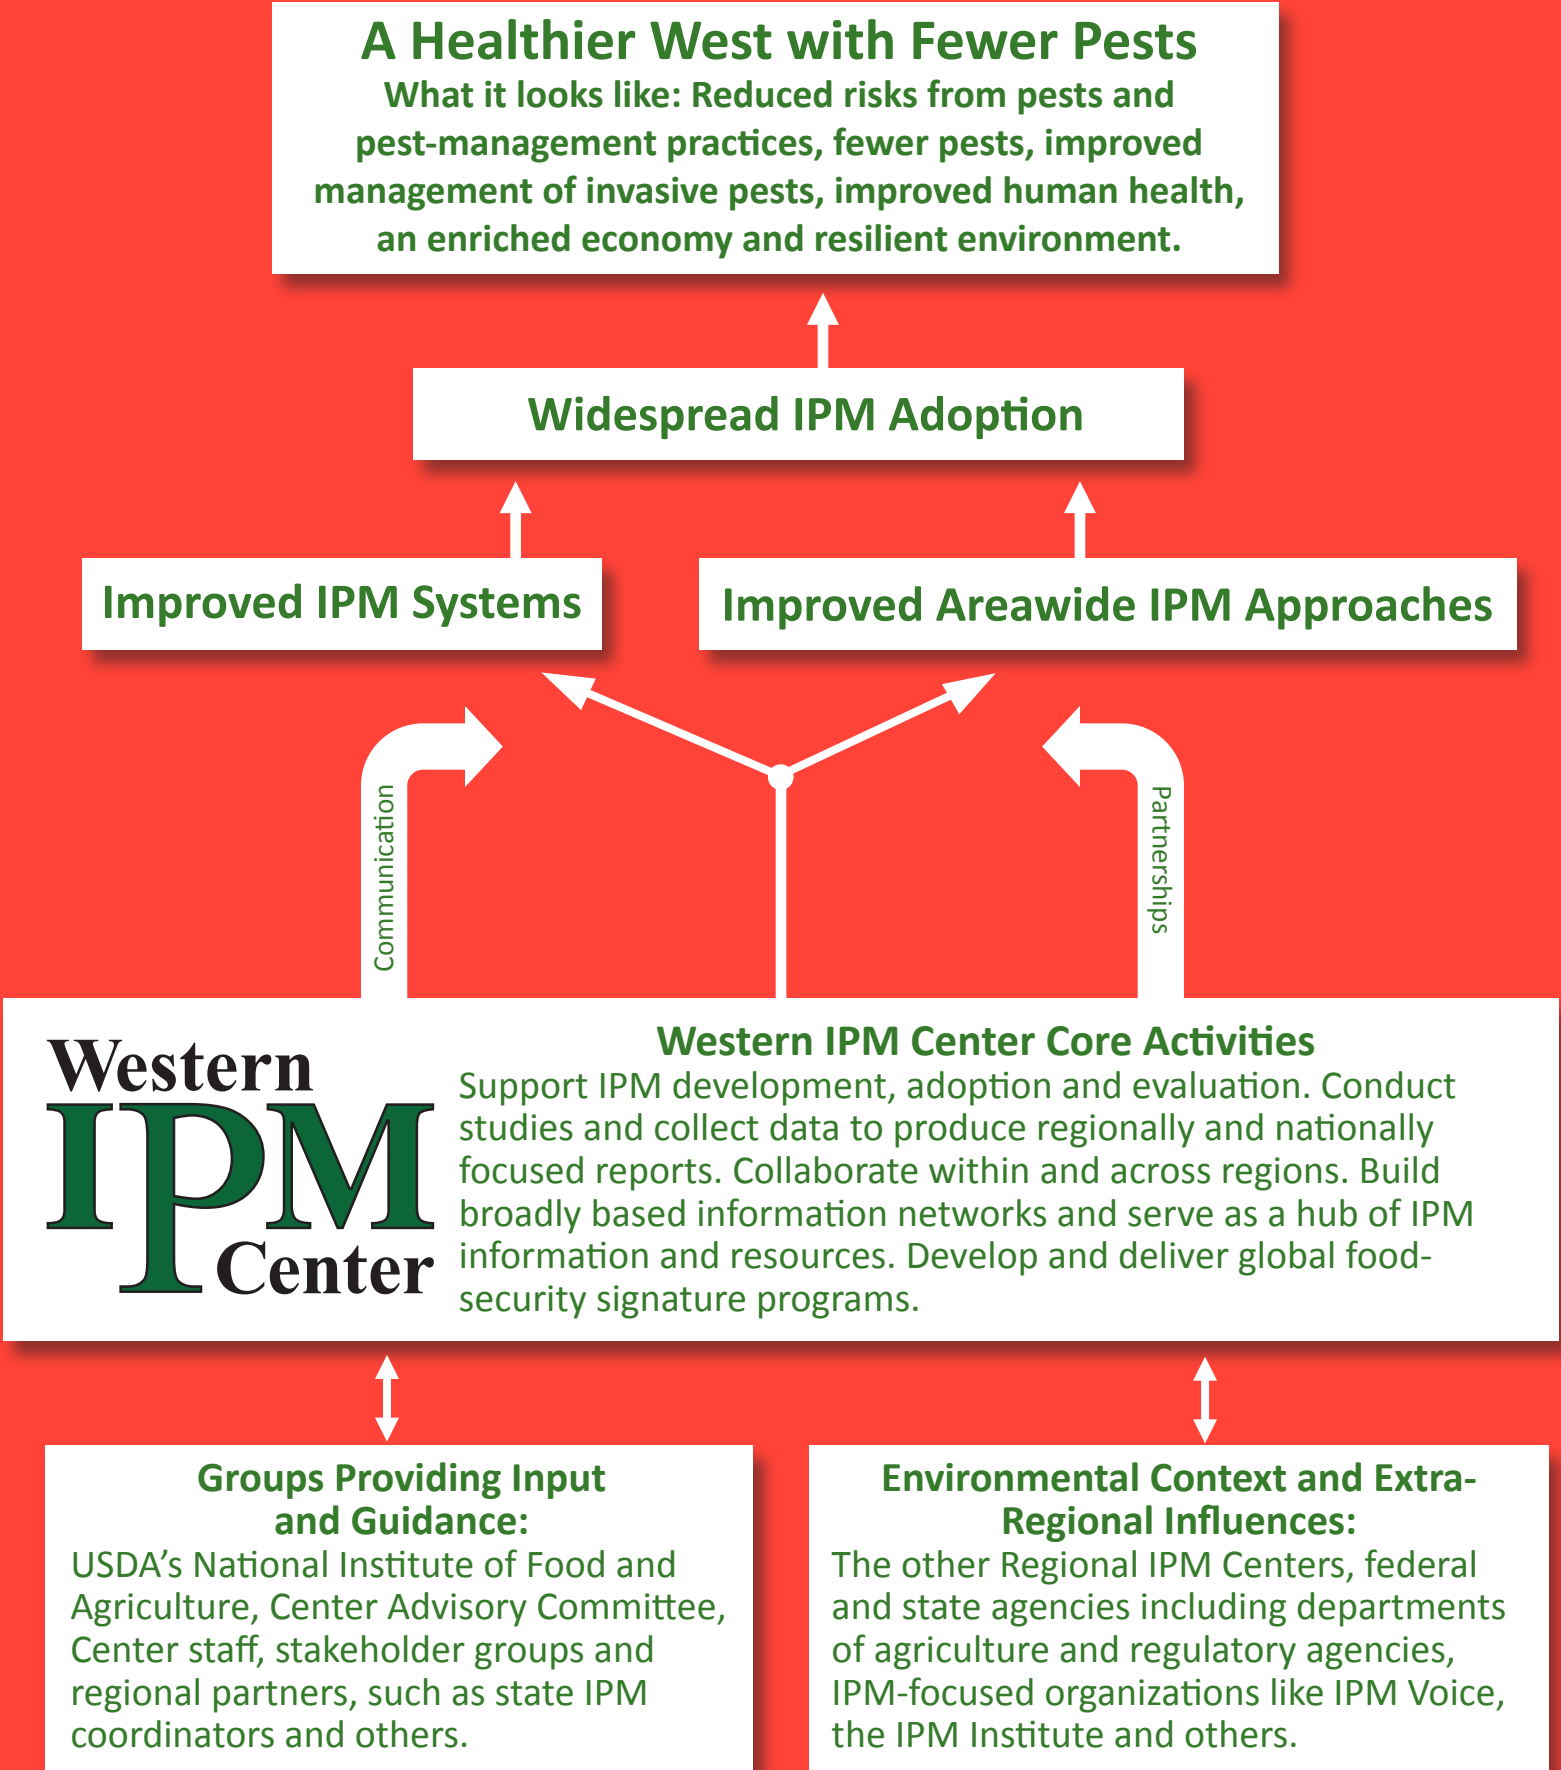 A Healthier West with Fewer Pests
What it looks like: Reduced risks from pests and
pest-management practices, fewer pests, improved
management of invasive pests, improved human health,
an enriched economy and resilient environment.
Widespread IPM Adoption
Improved IPM Systems
Improved Areawide IPM Approaches
Communication
Partnerships
Western
IPM
Center
Western IPM Center Core Activities
Support IPM development, adoption and evaluation. Conduct
studies and collect data to produce regionally and nationally
focused reports. Collaborate within and across regions. Build
broadly based information networks and serve as a hub of IPM
information and resources. Develop and deliver global food-
security signature programs.
Groups Providing Input
and Guidance:
USDA’s National Institute of Food and
Agriculture, Center Advisory Committee,
Center staff, stakeholder groups and
regional partners, such as state IPM
coordinators and others.
Environmental Context and Extra-
Regional Influences:
The other Regional IPM Centers, federal
and state agencies including departments
of agriculture and regulatory agencies,
IPM-focused organizations like IPM Voice,
the IPM Institute and others.